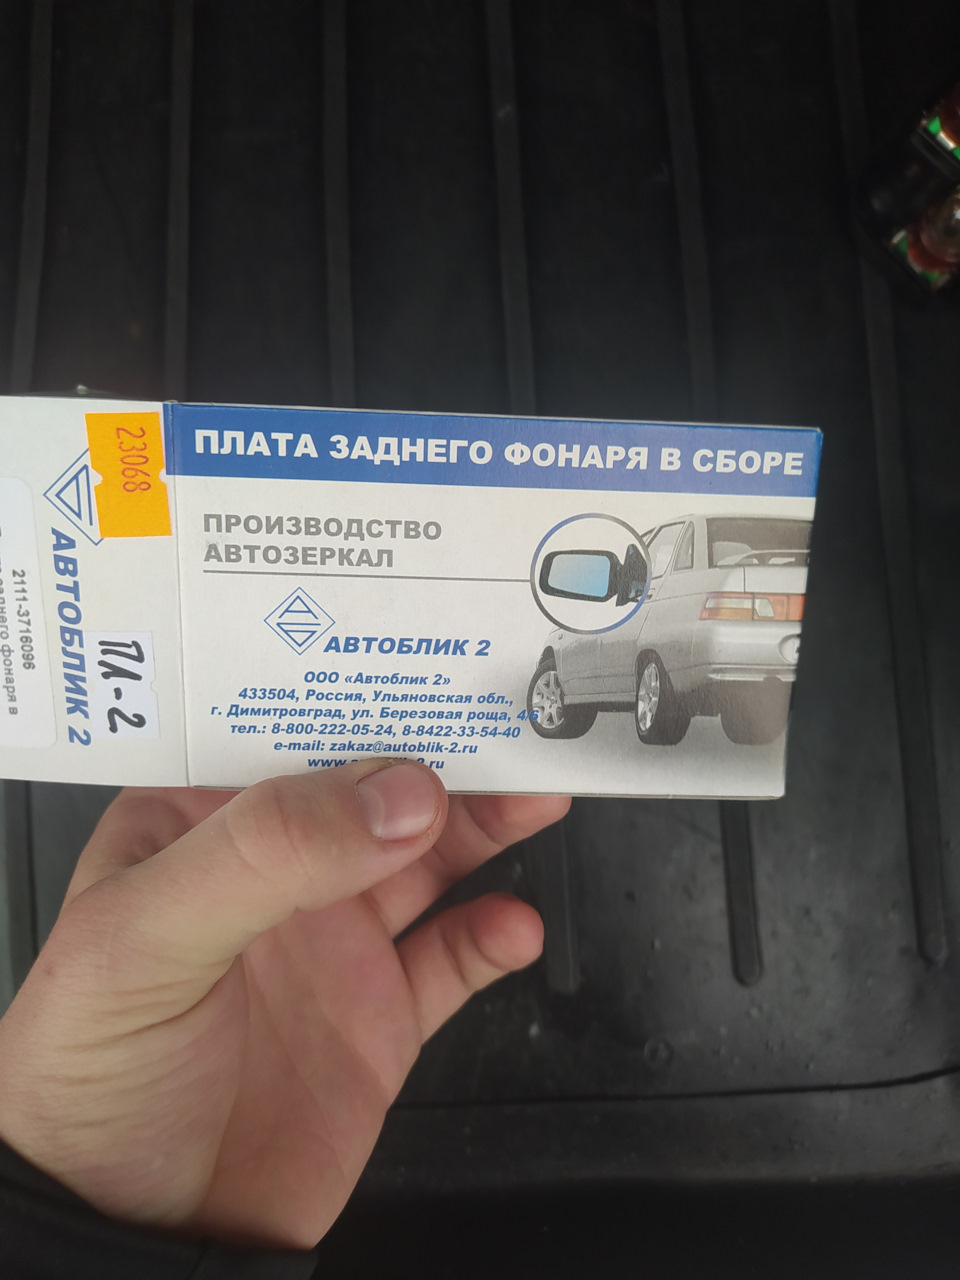 ПЛАТА ЗАДНЕГО ФОНАРЯ В СБОРЕ
ПРОИЗВОДСТВО
АВТОЗЕРКАЛ
АВТОБЛИК 2
ООО «Автоблик 2»
433504, Россия, Ульяновская обл.,
г. Димитровград, ул. Березовая роща, 4/6
тел.: 8-800-222-05-24, 8-8422-33-54-40
e-mail: zakaz@autoblik-2.ru
23068
АВТОБЛИК 2
ПЛ-2.
2111-3716096
заднего фонаря в